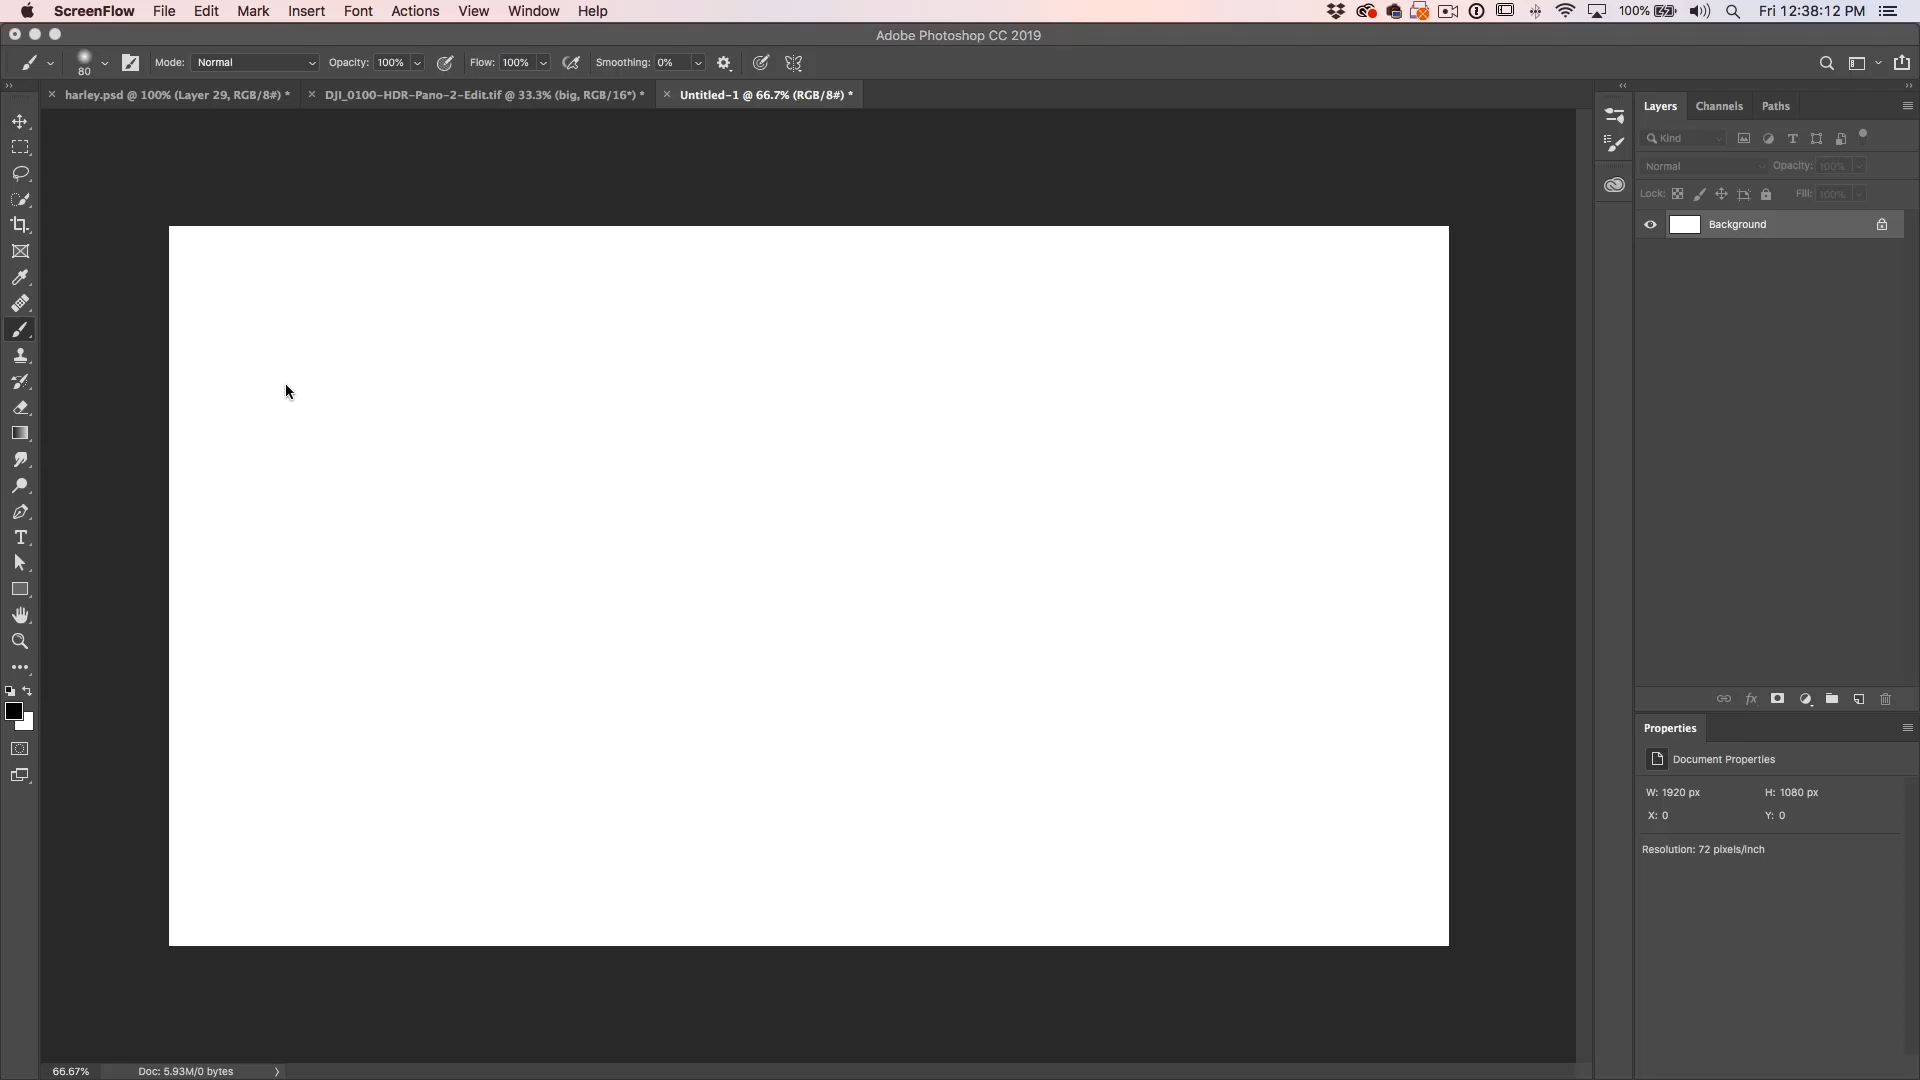 ScreenFlow File Edit Mark Insert Font Actions View Window Help 100% Fri 12:38:12 PM
Adobe Photoshop CC 2019
80 Mode: Normal Opacity: 100% Flow: 100% Smoothing: 0%
harley.psd @ 100% (Layer 29, RGB/8#) * DJI_0100-HDR-Pano-2-Edit.tif @ 33.3% (big, RGB/16*) * Untitled-1 @ 66.7% (RGB/8#) *
Layers Channels Paths
Kind
Normal Opacity: 100%
Lock: Fill: 100%
Background
Properties
Document Properties
W: 1920 px H: 1080 px
X: 0 Y: 0
Resolution: 72 pixels/inch
66.67% Doc: 5.93M/0 bytes